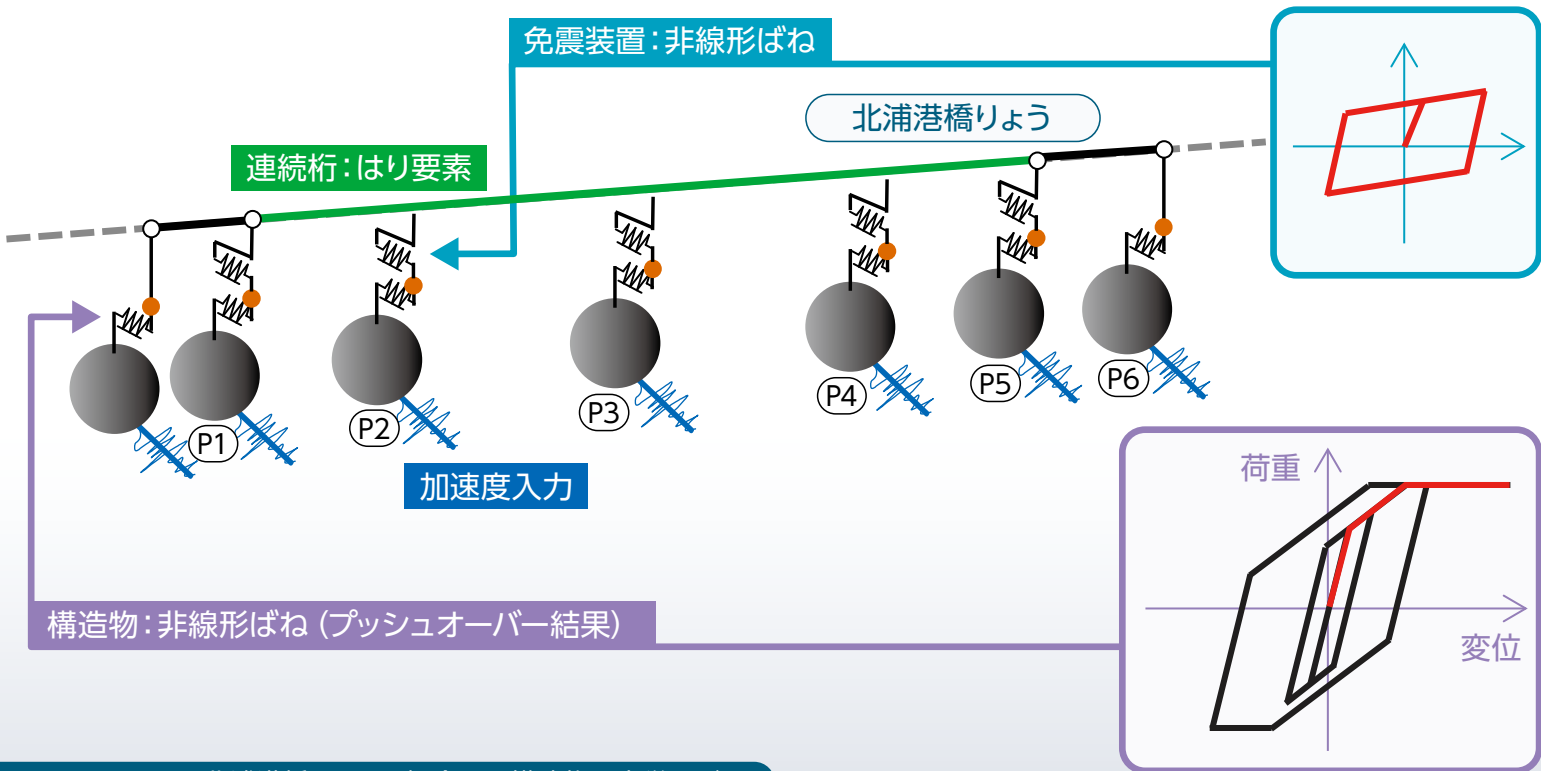 免震装置：非線形ばね
北浦港橋りょう
連続桁：はり要素
P1
P2
P3
P4
P5
P6
加速度入力
荷重
変位
構造物：非線形ばね（プッシュオーバー結果）